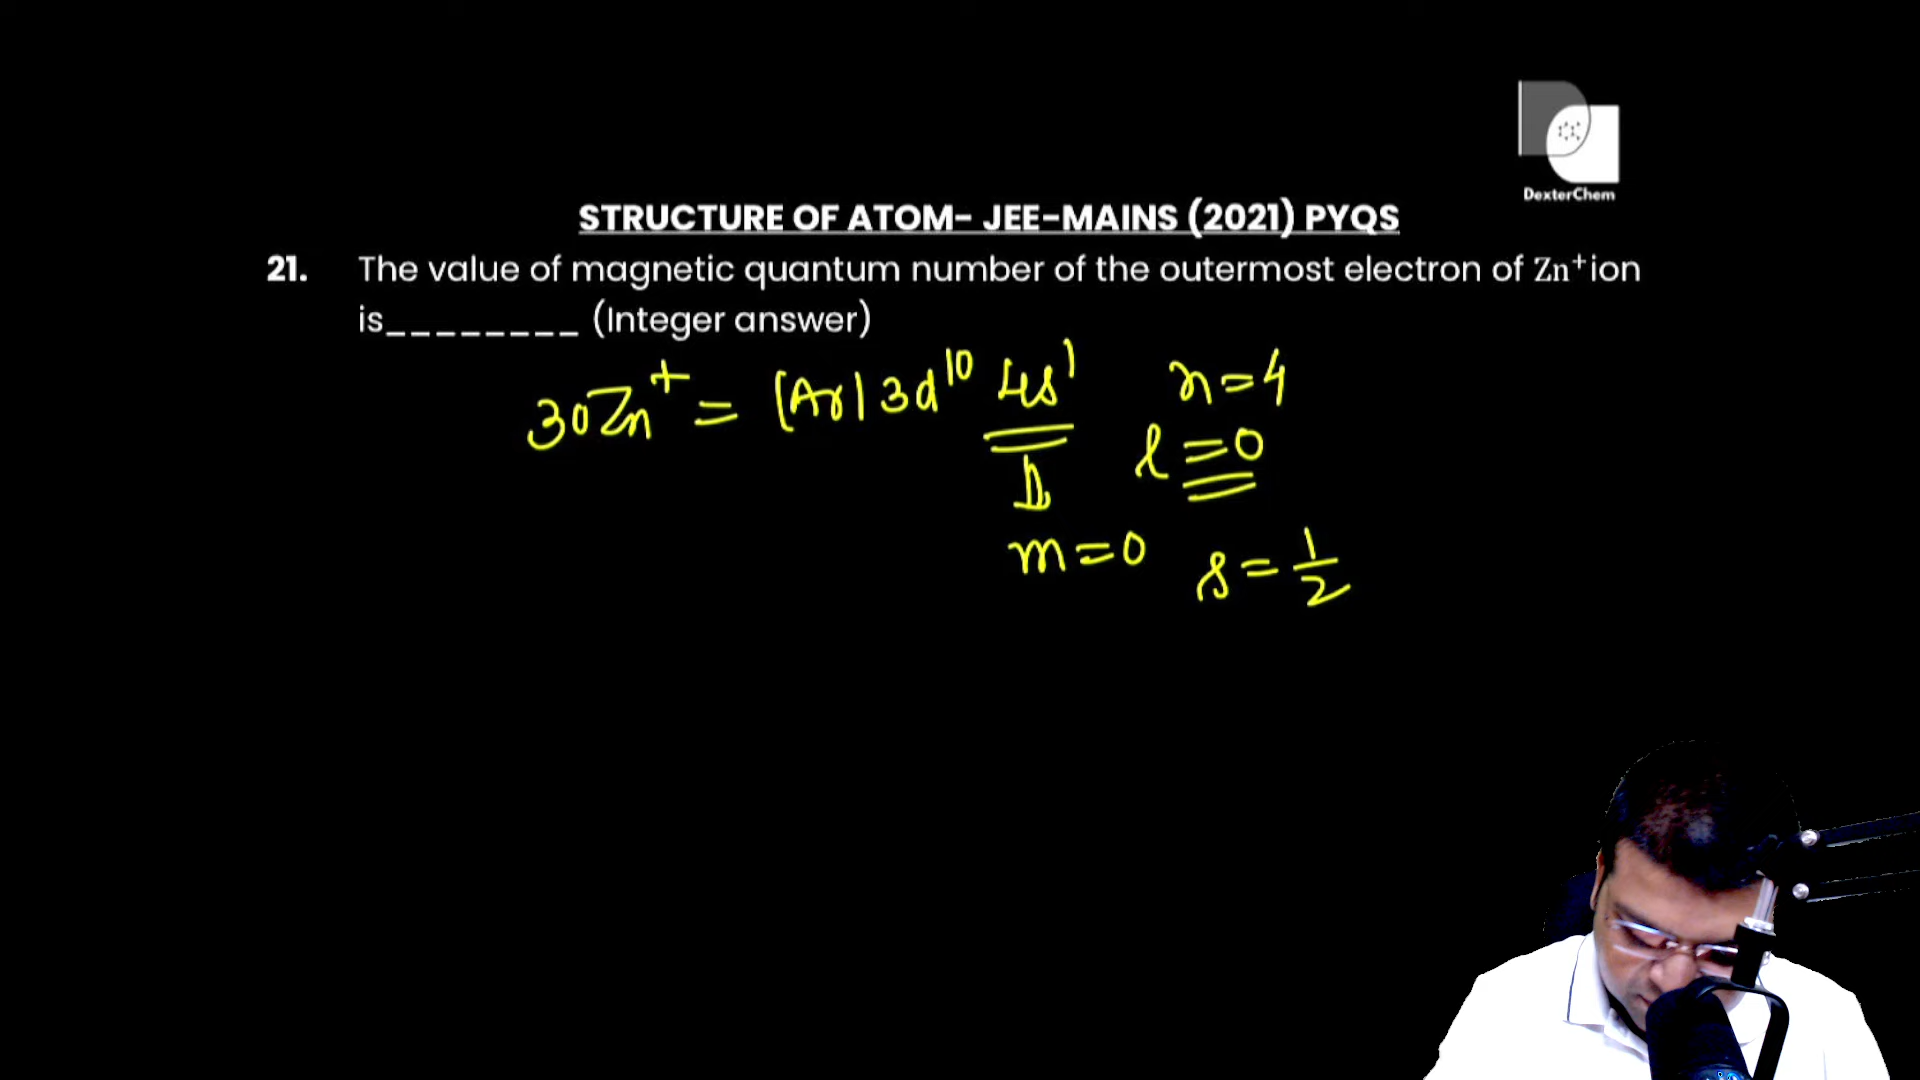 DexterChem
STRUCTURE OF ATOM- JEE-MAINS (2021) PYQS
21. The value of magnetic quantum number of the outermost electron of Zn⁺ion
is________ (Integer answer)
30Zn⁺ = [Ar] 3d¹⁰ 4s¹ n=4
l=0
m=0 s=1/2